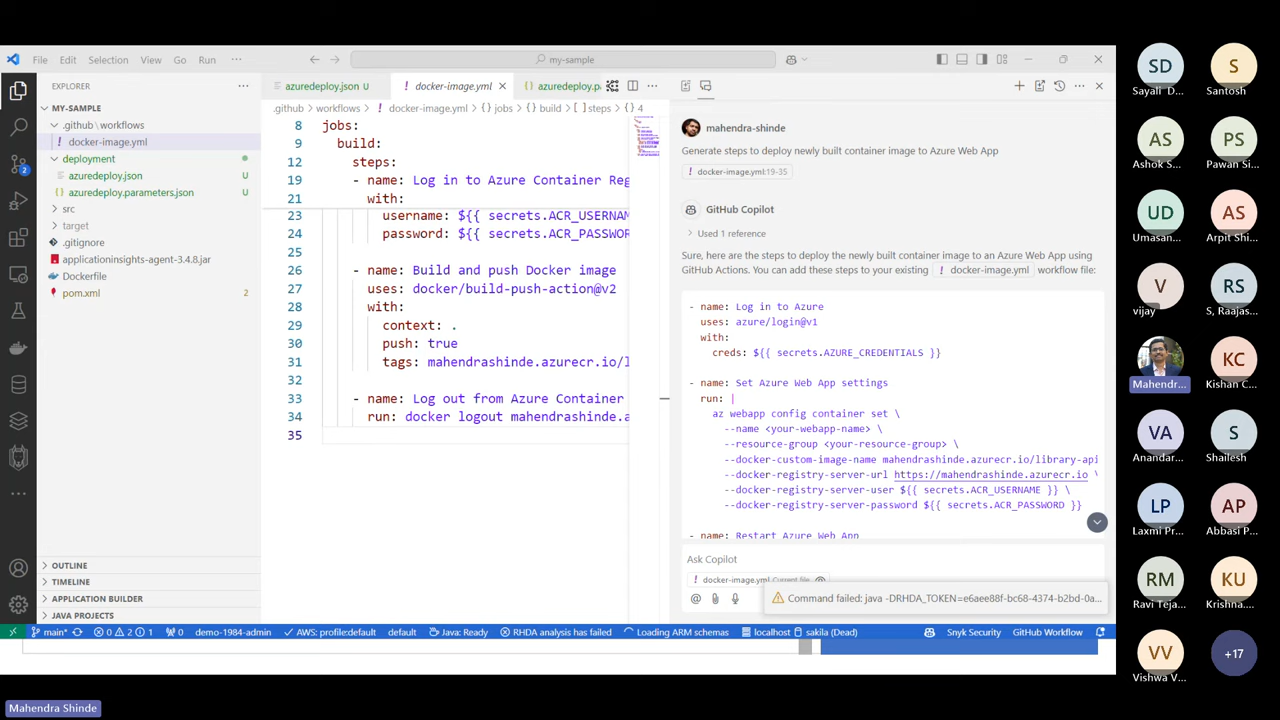 File Edit Selection View Go Run ···
my-sample
EXPLORER
MY-SAMPLE
.github\workflows
docker-image.yml
deployment
azuredeploy.json U
azuredeploy.parameters.json U
src
target
.gitignore
applicationinsights-agent-3.4.8.jar
Dockerfile
pom.xml 2
OUTLINE
TIMELINE
APPLICATION BUILDER
JAVA PROJECTS
2
azuredeploy.json U
docker-image.yml
azuredeploy.pa
.github > workflows > docker-image.yml > {} jobs > {} build > [ ] steps > {} 4
8 jobs:
9 build:
12 steps:
19 - name: Log in to Azure Container Reg
21 with:
23 username: ${{ secrets.ACR_USERNAM
24 password: ${{ secrets.ACR_PASSWOR
25
26 - name: Build and push Docker image
27 uses: docker/build-push-action@v2
28 with:
29 context: .
30 push: true
31 tags: mahendrashinde.azurecr.io/l
32
33 - name: Log out from Azure Container
34 run: docker logout mahendrashinde.a
35
mahendra-shinde
Generate steps to deploy newly built container image to Azure Web App
docker-image.yml:19-35
GitHub Copilot
Used 1 reference
Sure, here are the steps to deploy the newly built container image to an Azure Web App using
GitHub Actions. You can add these steps to your existing docker-image.yml workflow file:
- name: Log in to Azure
uses: azure/login@v1
with:
creds: ${{ secrets.AZURE_CREDENTIALS }}
- name: Set Azure Web App settings
run: |
az webapp config container set \
--name <your-webapp-name> \
--resource-group <your-resource-group> \
--docker-custom-image-name mahendrashinde.azurecr.io/library-api
--docker-registry-server-url https://mahendrashinde.azurecr.io \
--docker-registry-server-user ${{ secrets.ACR_USERNAME }} \
--docker-registry-server-password ${{ secrets.ACR_PASSWORD }}
- name: Restart Azure Web App
Ask Copilot
docker-image.yml Current file
Command failed: java -DRHDA_TOKEN=e6aee88f-bc68-4374-b2bd-0a...
main* 0 2 1 0 demo-1984-admin AWS: profile:default default Java: Ready RHDA analysis has failed Loading ARM schemas localhost sakila (Dead) Snyk Security GitHub Workflow
SD
Sayali D...
S
Santosh
AS
Ashok S...
PS
Pawan Si...
UD
Umasan...
AS
Arpit Shi...
V
vijay
RS
S, Raajas...
Mahendr...
KC
Kishan C...
VA
Anandar...
S
Shailesh
LP
Laxmi Pr...
AP
Abbasi P...
RM
Ravi Teja...
KU
Krishna...
VV
Vishwa V...
+17
Mahendra Shinde